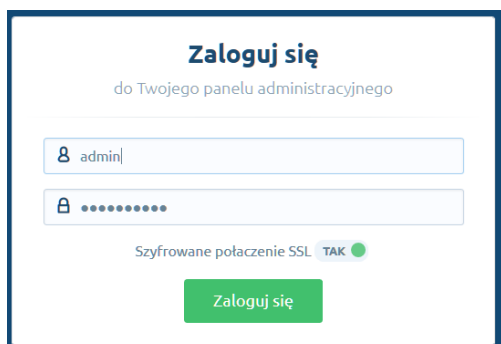 Zaloguj się
do Twojego panelu administracyjnego
admin
••••••••••
Szyfrowane połaczenie SSL TAK
Zaloguj się